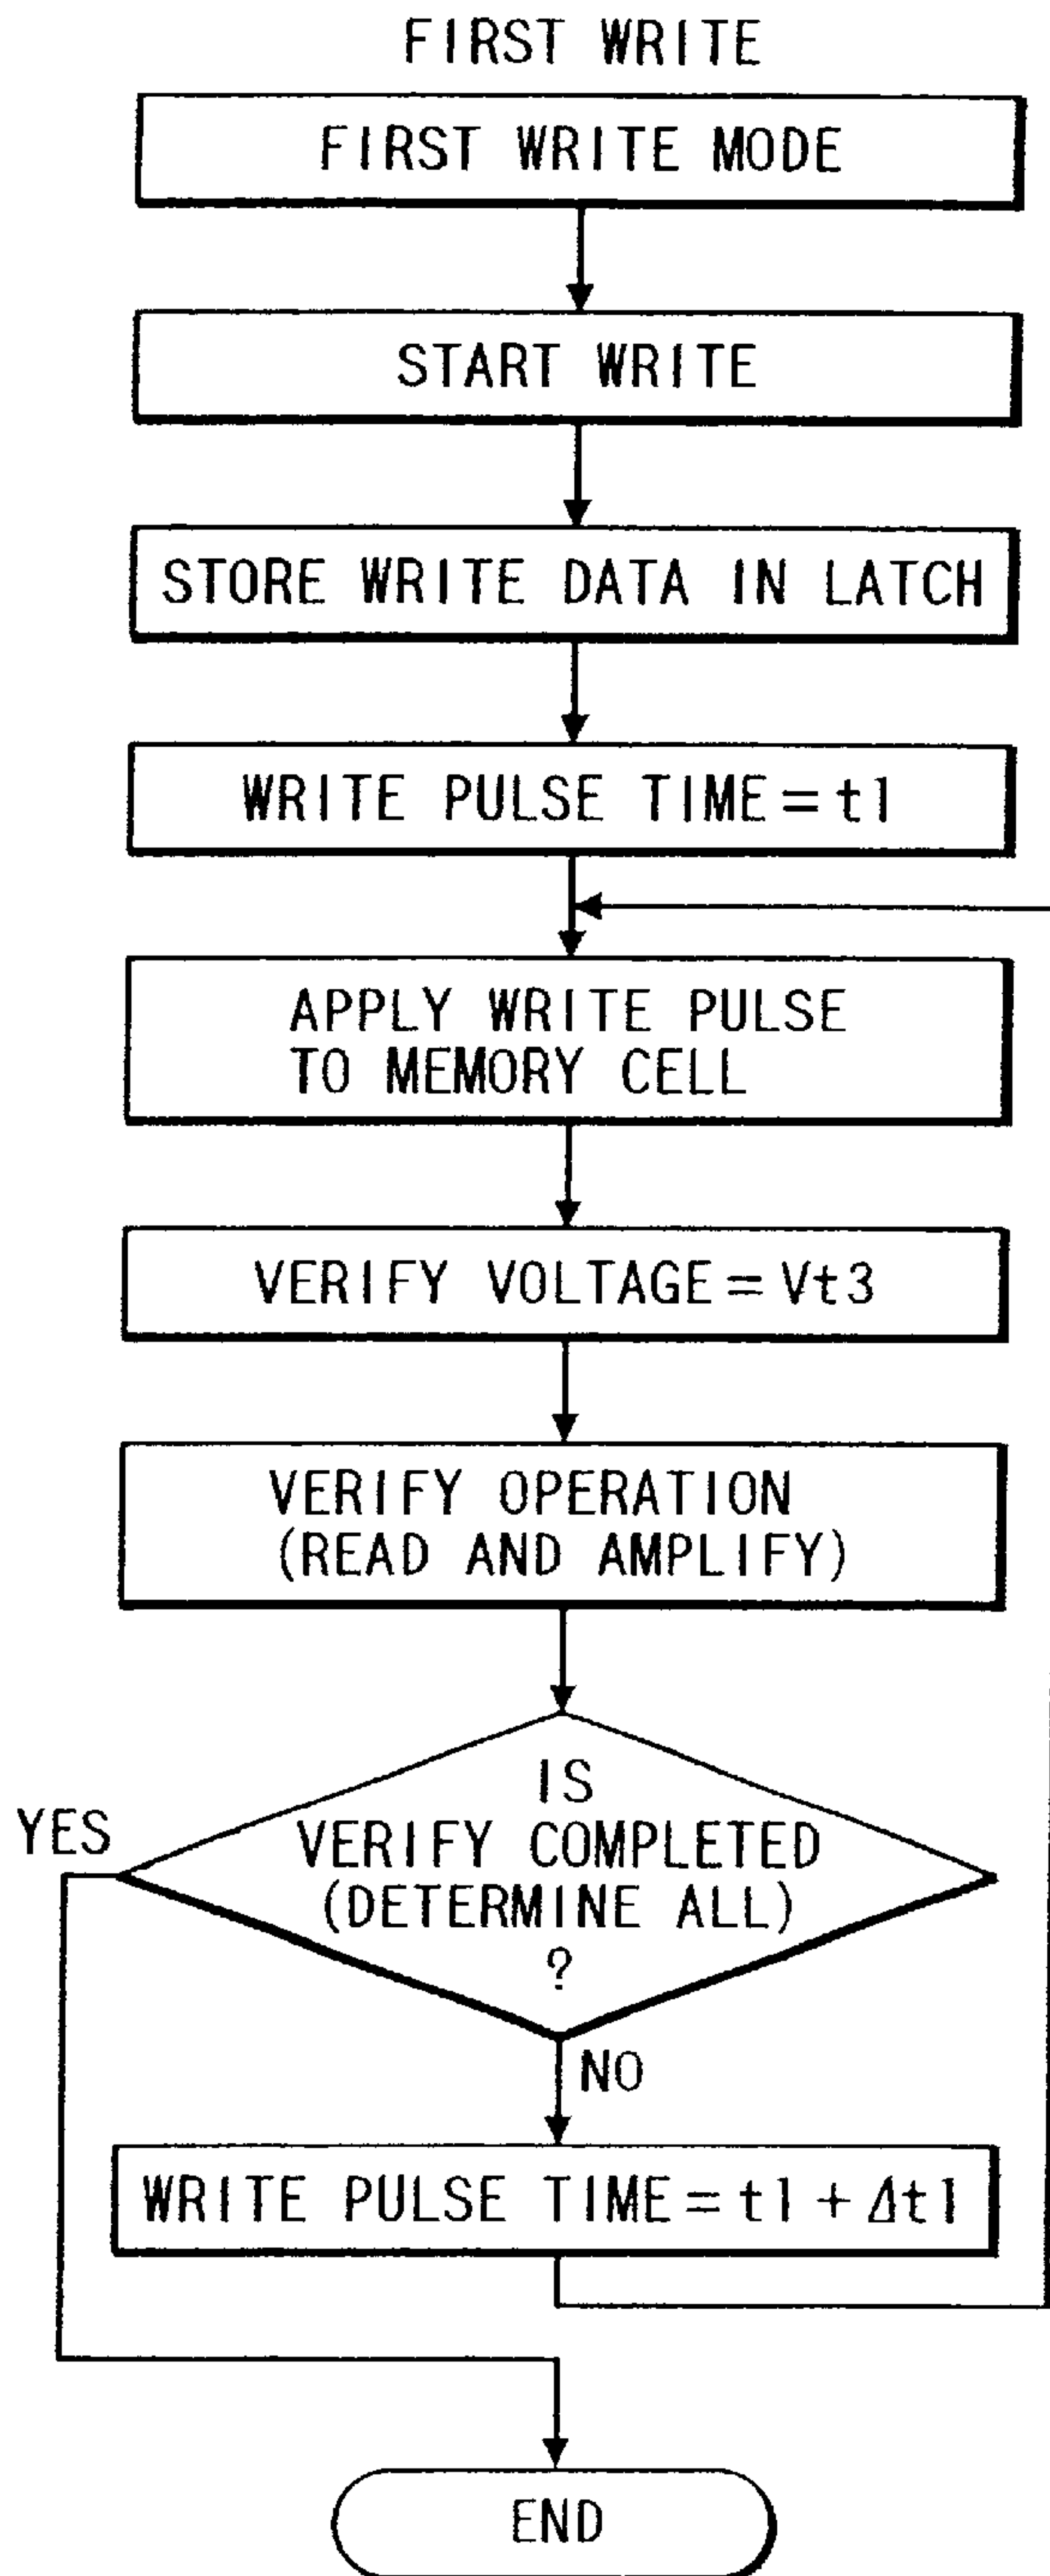 FIRST WRITE
FIRST WRITE MODE
START WRITE
STORE WRITE DATA IN LATCH
WRITE PULSE TIME=t1
APPLY WRITE PULSE
TO MEMORY CELL
VERIFY VOLTAGE=Vt3
VERIFY OPERATION
(READ AND AMPLIFY)
IS
YES
VERIFY COMPLETED
(DETERMINE ALL)
?
NO
WRITE PULSE TIME=t1+Δt1
END